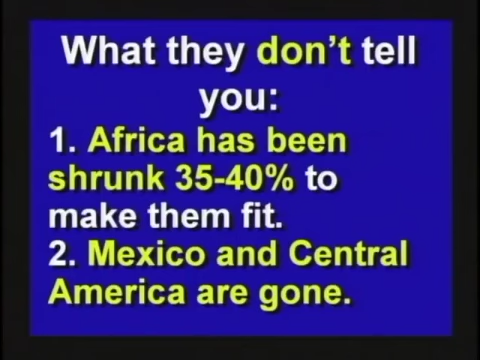 What they don't tell
you:
1. Africa has been
shrunk 35-40% to
make them fit.
2. Mexico and Central
America are gone.